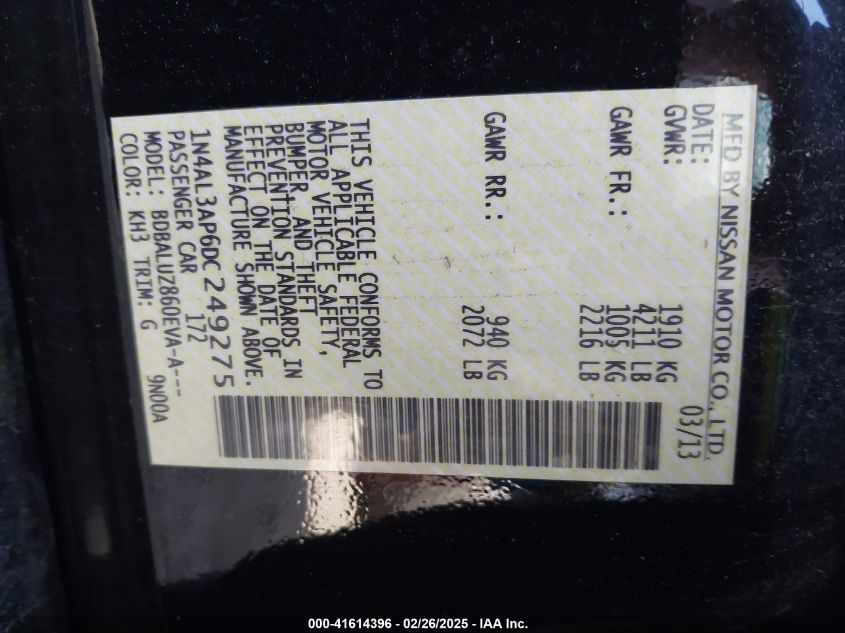 MFD BY NISSAN MOTOR CO., LTD.
DATE: 03/13
GVWR: 1910 KG
4211 LB
GAWR FR.: 1005 KG
2216 LB
GAWR RR.: 940 KG
2072 LB
THIS VEHICLE CONFORMS TO
ALL APPLICABLE FEDERAL
MOTOR VEHICLE SAFETY,
BUMPER, AND THEFT
PREVENTION STANDARDS IN
EFFECT ON THE DATE OF
MANUFACTURE SHOWN ABOVE.
1N4AL3AP6DC249275
PASSENGER CAR 172
MODEL: BDBALUZ860EVA-A---
COLOR: KH3 TRIM: G 9N00A
000-41614396 - 02/26/2025 - IAA Inc.